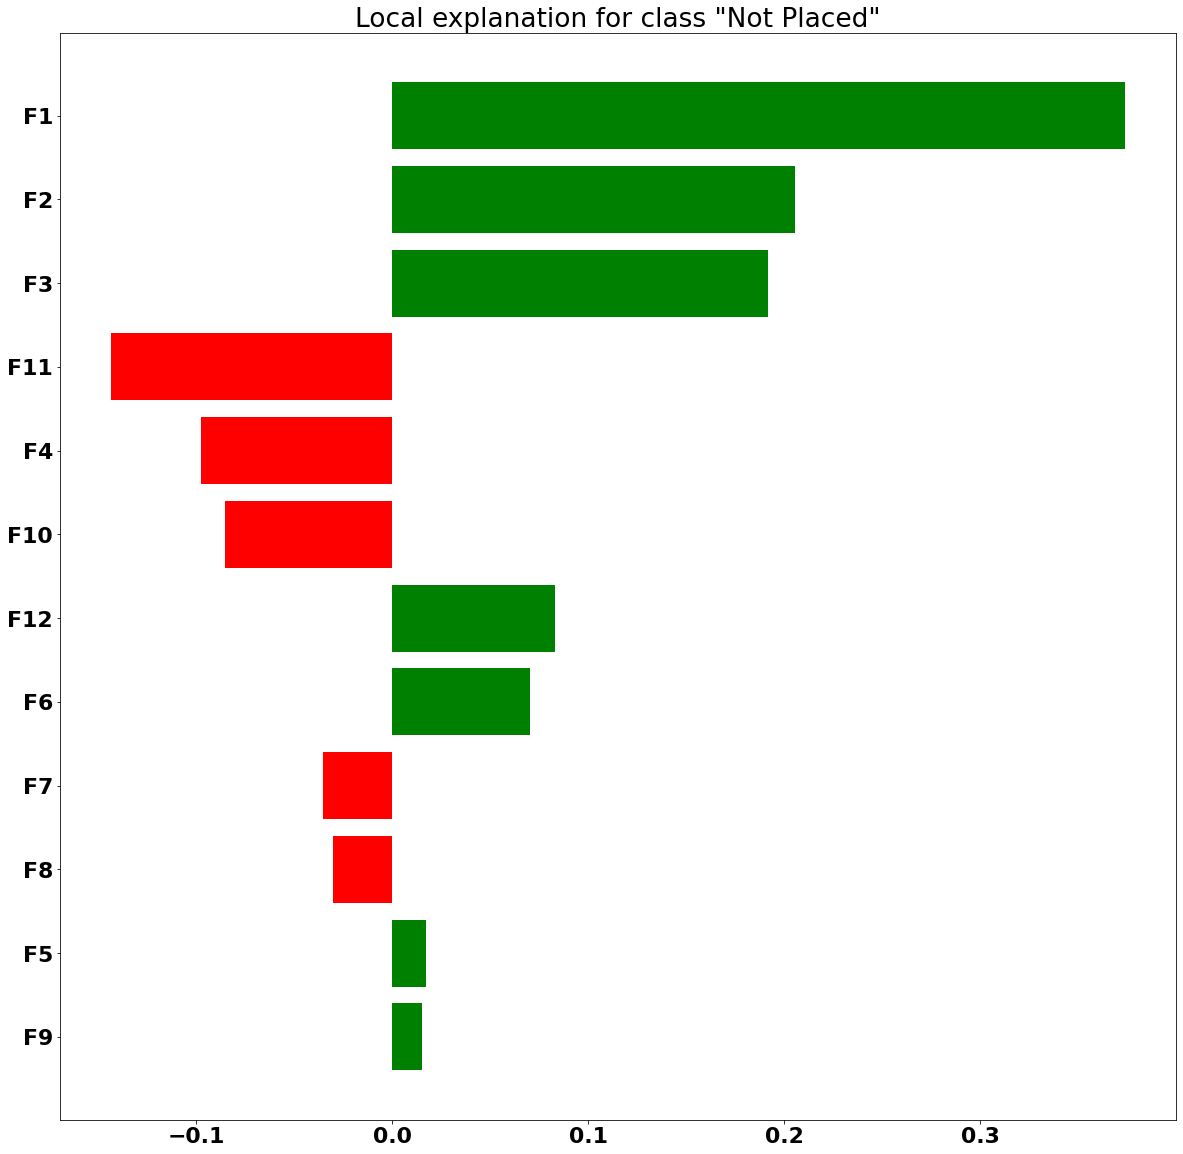 Local explanation for class "Not Placed"
F1
F2
F3
F11
F4
F10
F12
F6
F7
F8
F5
F9
−0.1 0.0 0.1 0.2 0.3